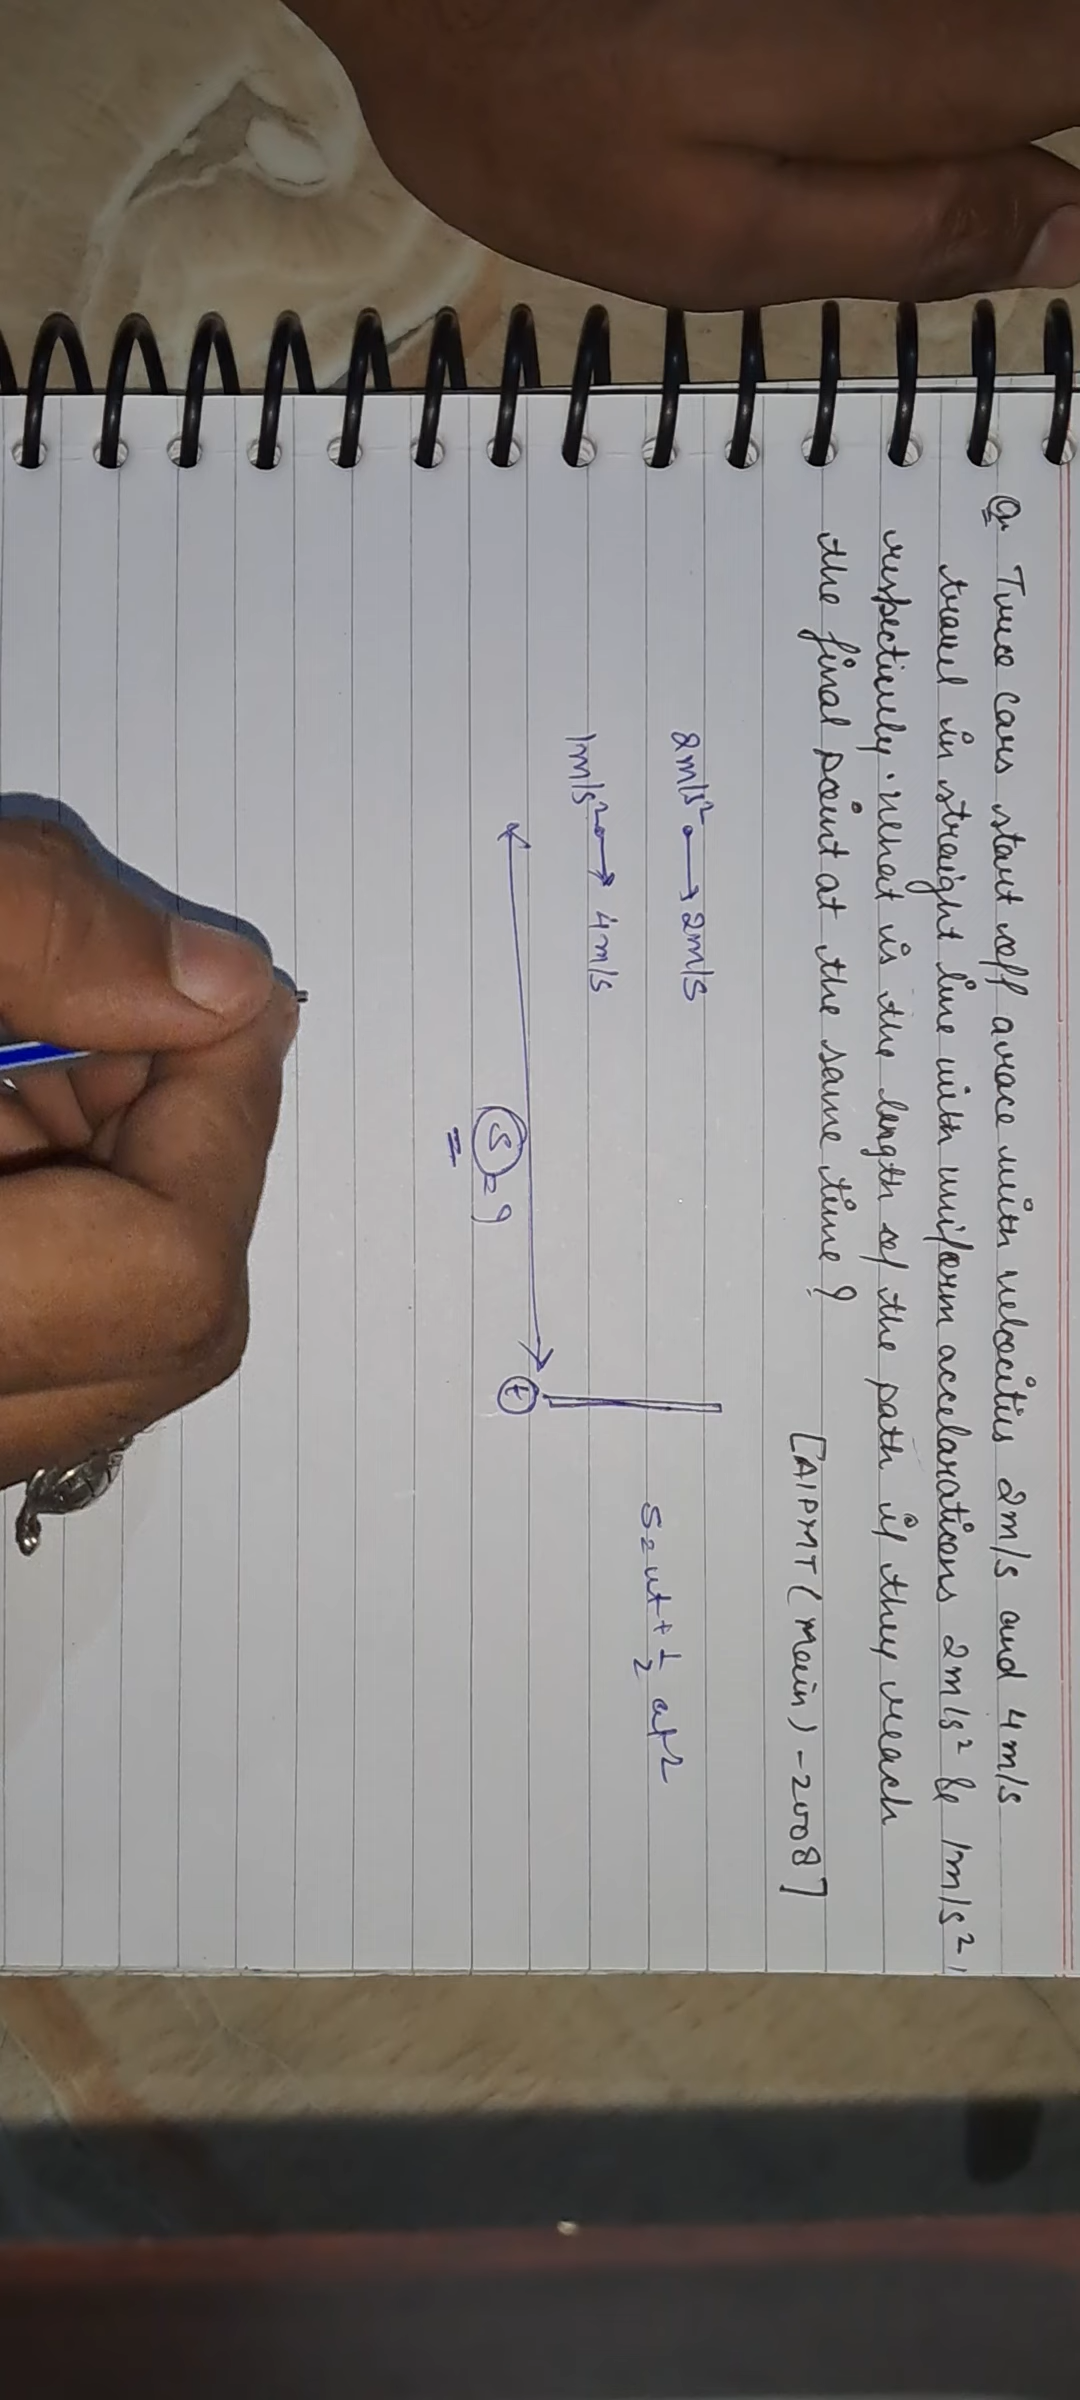 Q. Two cars start off a race with velocities 2m/s and 4m/s
travel in straight line with uniform accelarations 2m/s² & 1m/s²,
respectively. What is the length of the path if they reach
the final point at the same time?
[AIPMT (Main) - 2008]
2m/s² → 2m/s
S = ut + 1/2 at²
1m/s² → 4m/s
t
S = ?